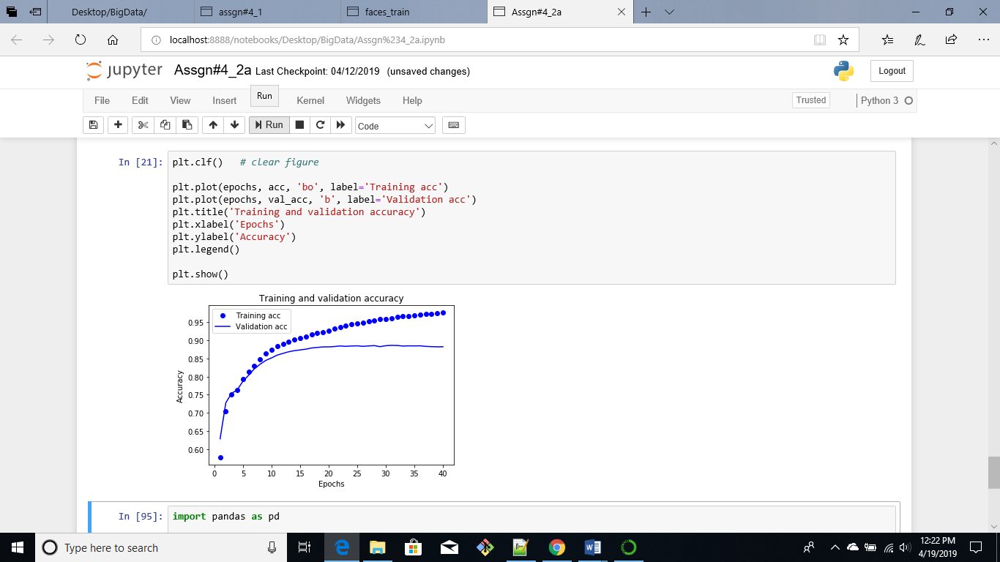 Desktop/BigData/
assgn#4_1
faces_train
Assgn#4_2a
localhost:8888/notebooks/Desktop/BigData/Assgn%234_2a.ipynb
jupyter Assgn#4_2a Last Checkpoint: 04/12/2019 (unsaved changes)
Logout
File Edit View Insert Run Kernel Widgets Help
Trusted Python 3
Run Code
In [21]: plt.clf()   # clear figure
plt.plot(epochs, acc, 'bo', label='Training acc')
plt.plot(epochs, val_acc, 'b', label='Validation acc')
plt.title('Training and validation accuracy')
plt.xlabel('Epochs')
plt.ylabel('Accuracy')
plt.legend()
plt.show()
Training and validation accuracy
Training acc
Validation acc
0.95
0.90
0.85
0.80
0.75
0.70
0.65
0.60
Accuracy
0 5 10 15 20 25 30 35 40
Epochs
In [95]: import pandas as pd
Type here to search
12:22 PM
4/19/2019